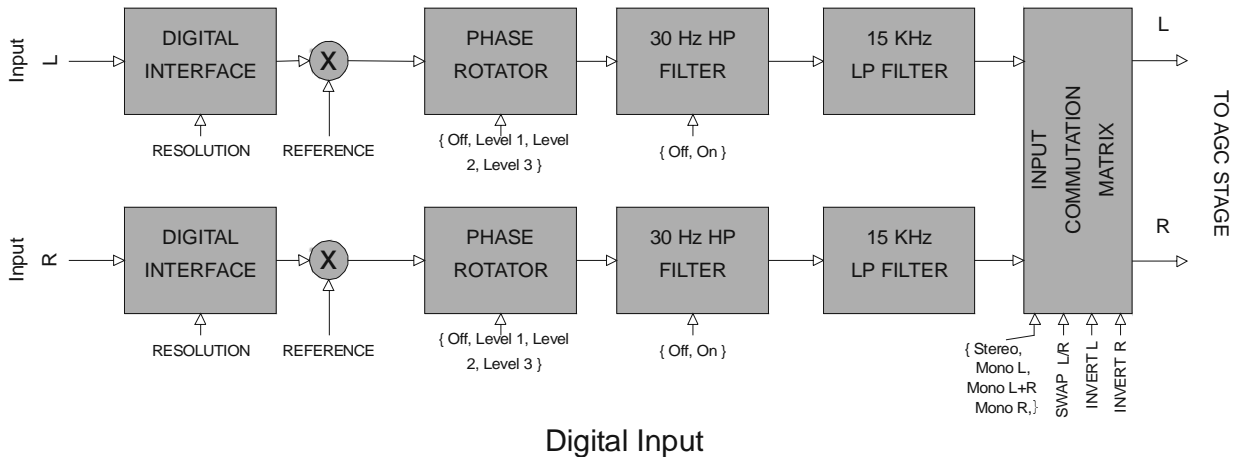 Input
L
DIGITAL
INTERFACE
X
PHASE
ROTATOR
30 Hz HP
FILTER
15 KHz
LP FILTER
L
RESOLUTION
REFERENCE
{ Off, Level 1, Level
2, Level 3 }
{ Off, On }
INPUT
COMMUTATION
MATRIX
TO AGC STAGE
Input
R
DIGITAL
INTERFACE
X
PHASE
ROTATOR
30 Hz HP
FILTER
15 KHz
LP FILTER
R
RESOLUTION
REFERENCE
{ Off, Level 1, Level
2, Level 3 }
{ Off, On }
{ Stereo,
Mono L,
Mono L+R
Mono R,}
SWAP L/R
INVERT L
INVERT R
Digital Input